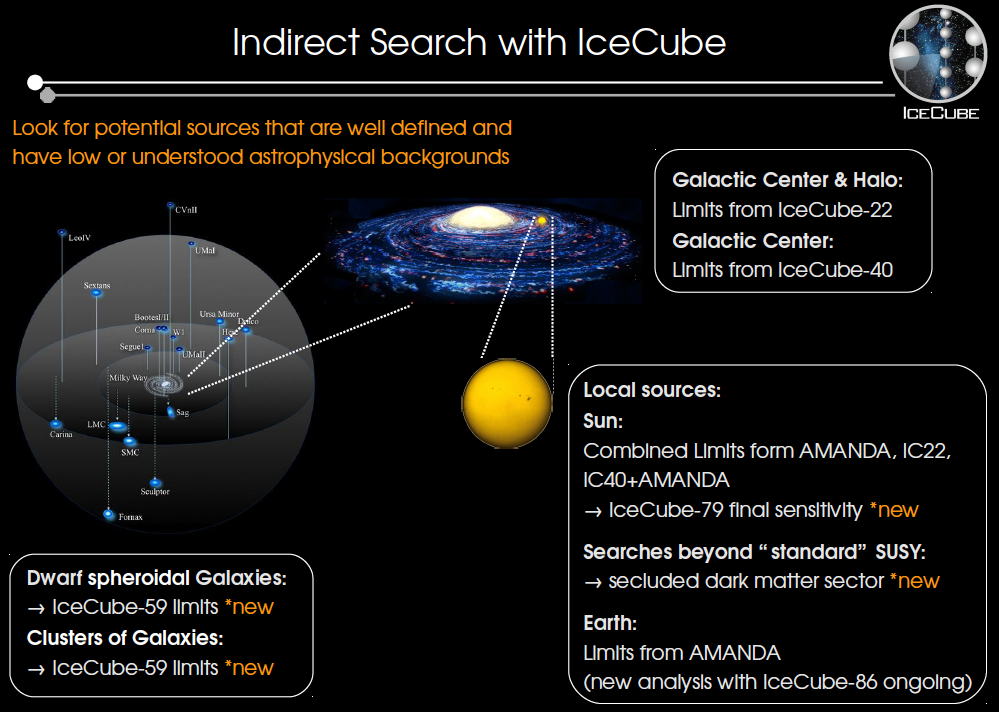 Indirect Search with IceCube
ICECUBE
Look for potential sources that are well defined and
have low or understood astrophysical backgrounds
Galactic Center & Halo:
Limits from IceCube-22
Galactic Center:
Limits from IceCube-40
CVnII
LeoIV
UMaI
Sextans
BootesI/II
Ursa Minor
Draco
Coma
W1
Her
Segue1
UMaII
Milky Way
Sag
LMC
Carina
SMC
Sculptor
Fornax
Local sources:
Sun:
Combined Limits form AMANDA, IC22,
IC40+AMANDA
→ IceCube-79 final sensitivity *new
Searches beyond “standard” SUSY:
→ secluded dark matter sector *new
Earth:
Limits from AMANDA
(new analysis with IceCube-86 ongoing)
Dwarf spheroidal Galaxies:
→ IceCube-59 limits *new
Clusters of Galaxies:
→ IceCube-59 limits *new